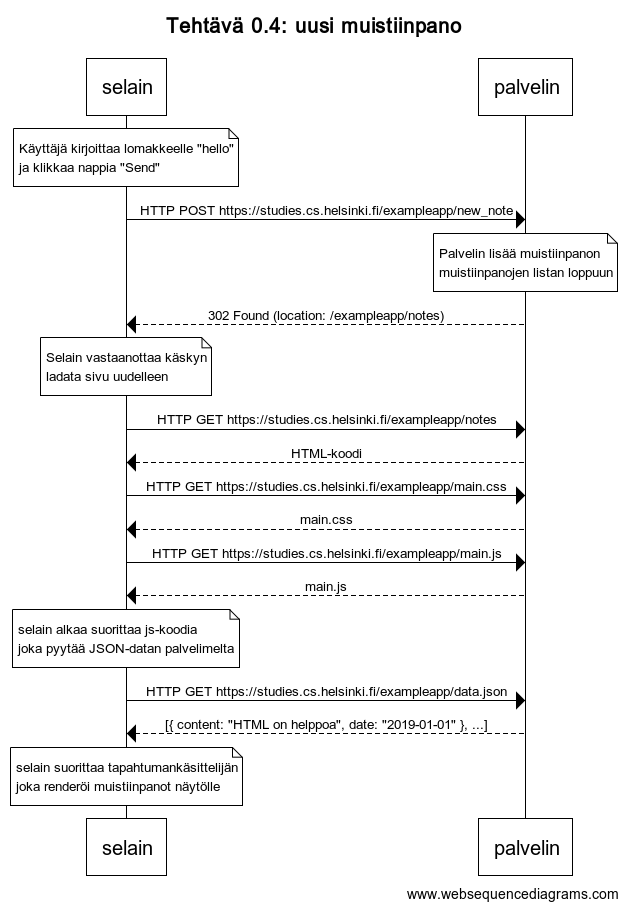 Tehtävä 0.4: uusi muistiinpano
selain
palvelin
Käyttäjä kirjoittaa lomakkeelle "hello"
ja klikkaa nappia "Send"
HTTP POST https://studies.cs.helsinki.fi/exampleapp/new_note
Palvelin lisää muistiinpanon
muistiinpanojen listan loppuun
302 Found (location: /exampleapp/notes)
Selain vastaanottaa käskyn
ladata sivu uudelleen
HTTP GET https://studies.cs.helsinki.fi/exampleapp/notes
HTML-koodi
HTTP GET https://studies.cs.helsinki.fi/exampleapp/main.css
main.css
HTTP GET https://studies.cs.helsinki.fi/exampleapp/main.js
main.js
selain alkaa suorittaa js-koodia
joka pyytää JSON-datan palvelimelta
HTTP GET https://studies.cs.helsinki.fi/exampleapp/data.json
[{ content: "HTML on helppoa", date: "2019-01-01" }, ...]
selain suorittaa tapahtumankäsittelijän
joka renderöi muistiinpanot näytölle
selain
palvelin
www.websequencediagrams.com